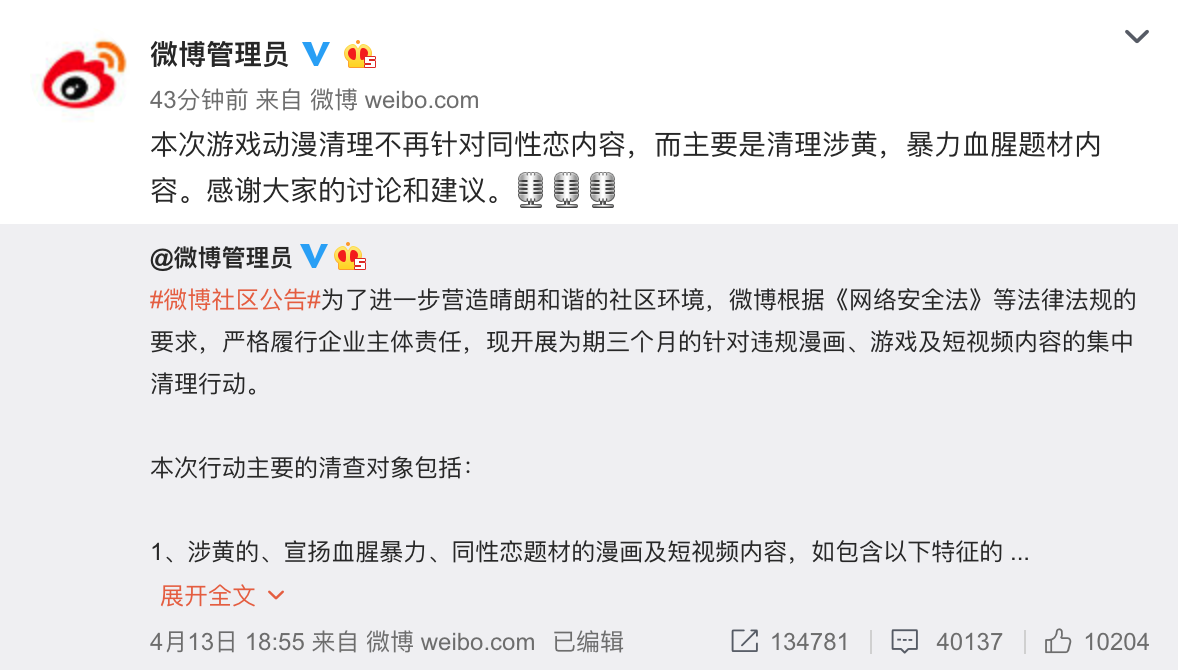 微博管理员
43分钟前 来自 微博 weibo.com
本次游戏动漫清理不再针对同性恋内容，而主要是清理涉黄，暴力血腥题材内
容。感谢大家的讨论和建议。🎙🎙🎙
@微博管理员
#微博社区公告#为了进一步营造晴朗和谐的社区环境，微博根据《网络安全法》等法律法规的
要求，严格履行企业主体责任，现开展为期三个月的针对违规漫画、游戏及短视频内容的集中
清理行动。
本次行动主要的清查对象包括：
1、涉黄的、宣扬血腥暴力、同性恋题材的漫画及短视频内容，如包含以下特征的 ...
展开全文
4月13日 18:55 来自 微博 weibo.com 已编辑 134781 40137 10204